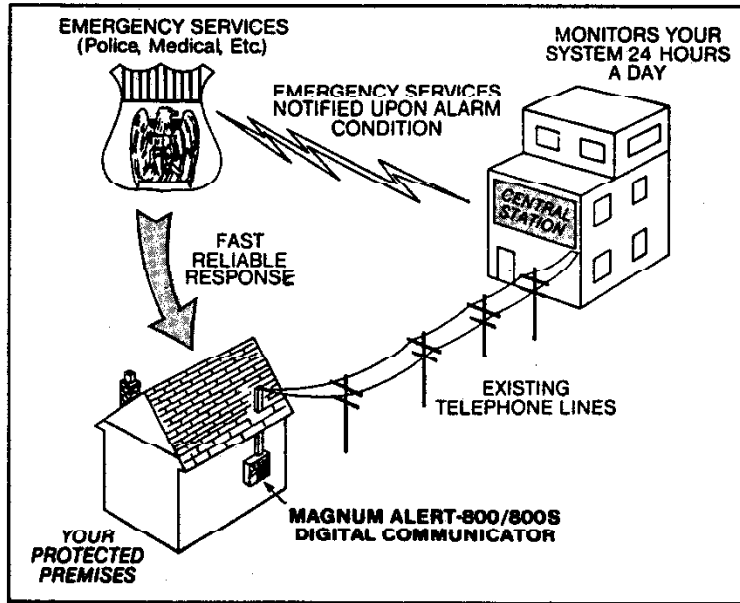 EMERGENCY SERVICES
(Police, Medical, Etc.)
MONITORS YOUR
SYSTEM 24 HOURS
A DAY
EMERGENCY SERVICES
NOTIFIED UPON ALARM
CONDITION
CENTRAL
STATION
FAST
RELIABLE
RESPONSE
EXISTING
TELEPHONE LINES
MAGNUM ALERT-800/800S
DIGITAL COMMUNICATOR
YOUR
PROTECTED
PREMISES